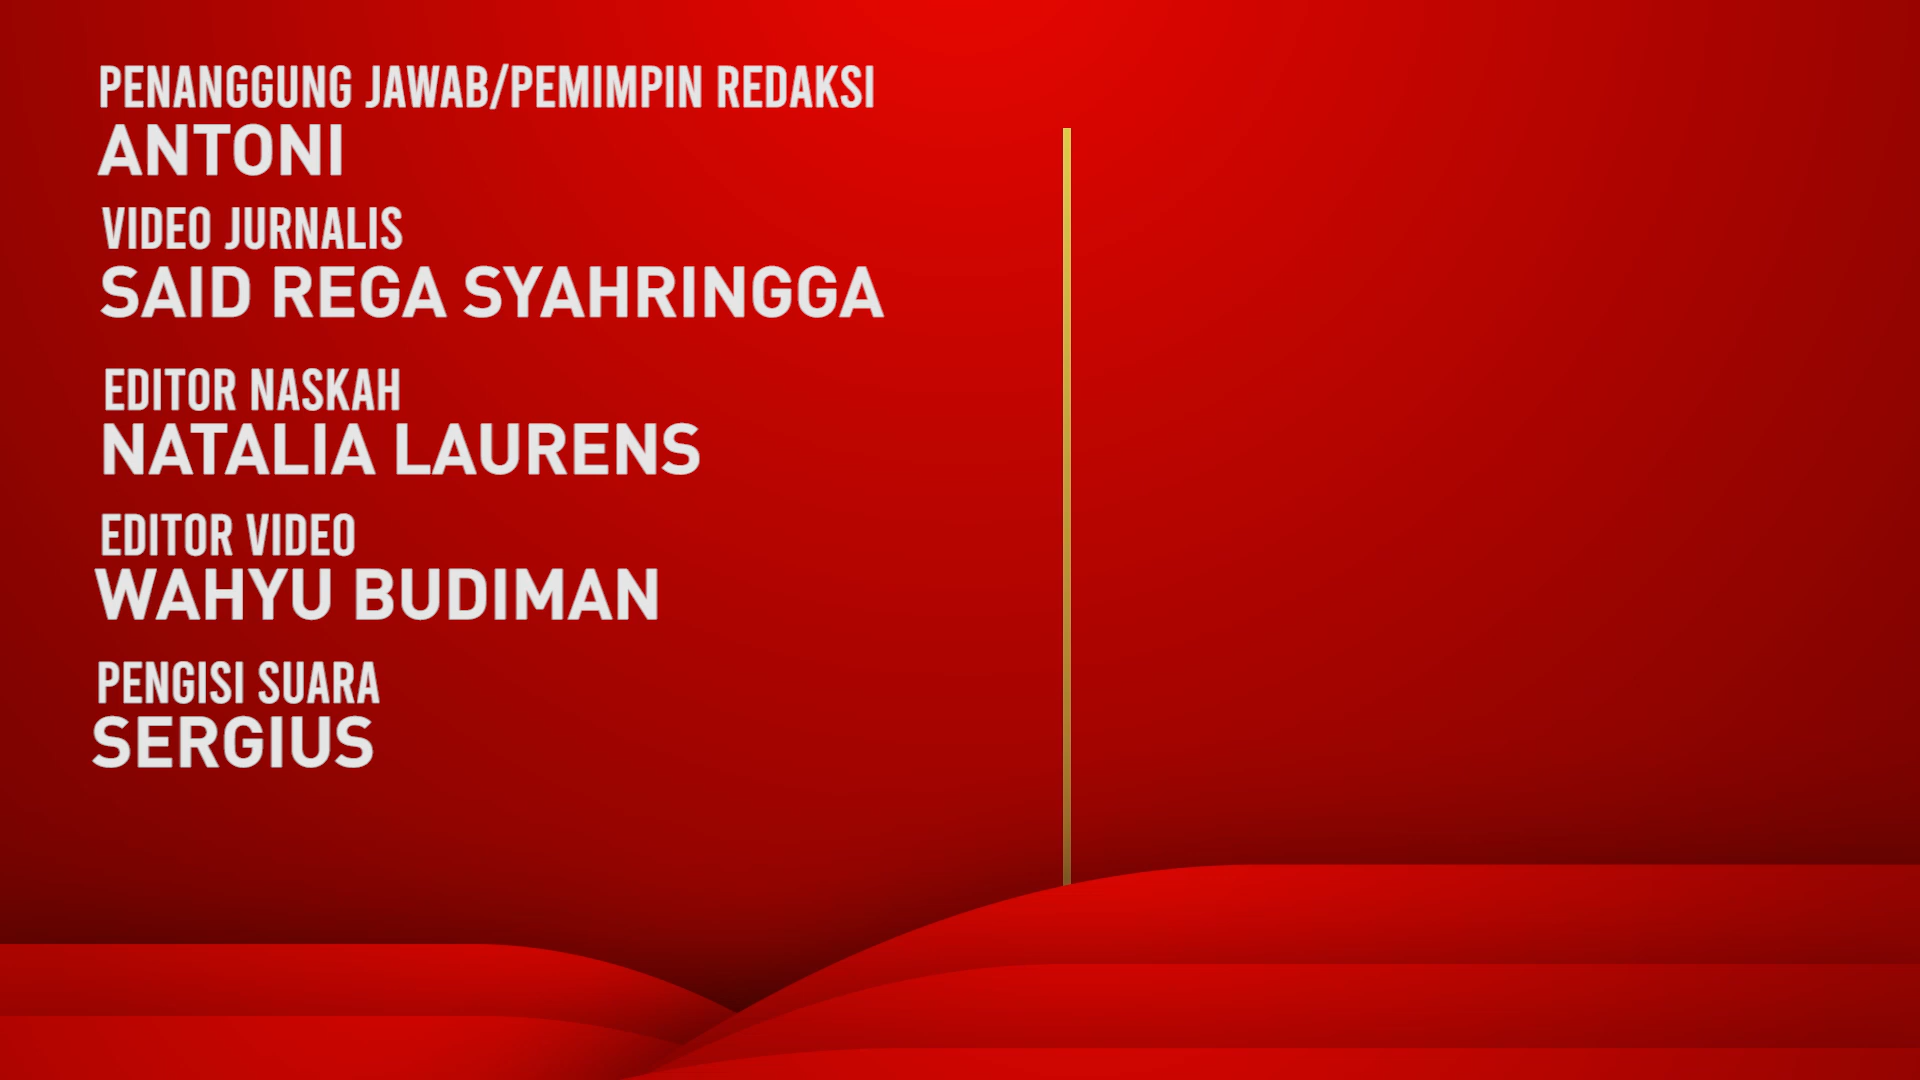 PENANGGUNG JAWAB/PEMIMPIN REDAKSI
ANTONI
VIDEO JURNALIS
SAID REGA SYAHRINGGA
EDITOR NASKAH
NATALIA LAURENS
EDITOR VIDEO
WAHYU BUDIMAN
PENGISI SUARA
SERGIUS